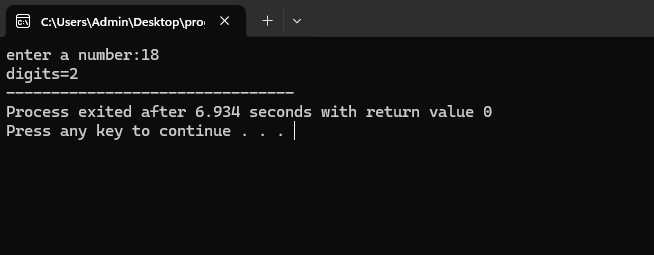 C:\Users\Admin\Desktop\pro
enter a number:18
digits=2
--------------------------------
Process exited after 6.934 seconds with return value 0
Press any key to continue . . .